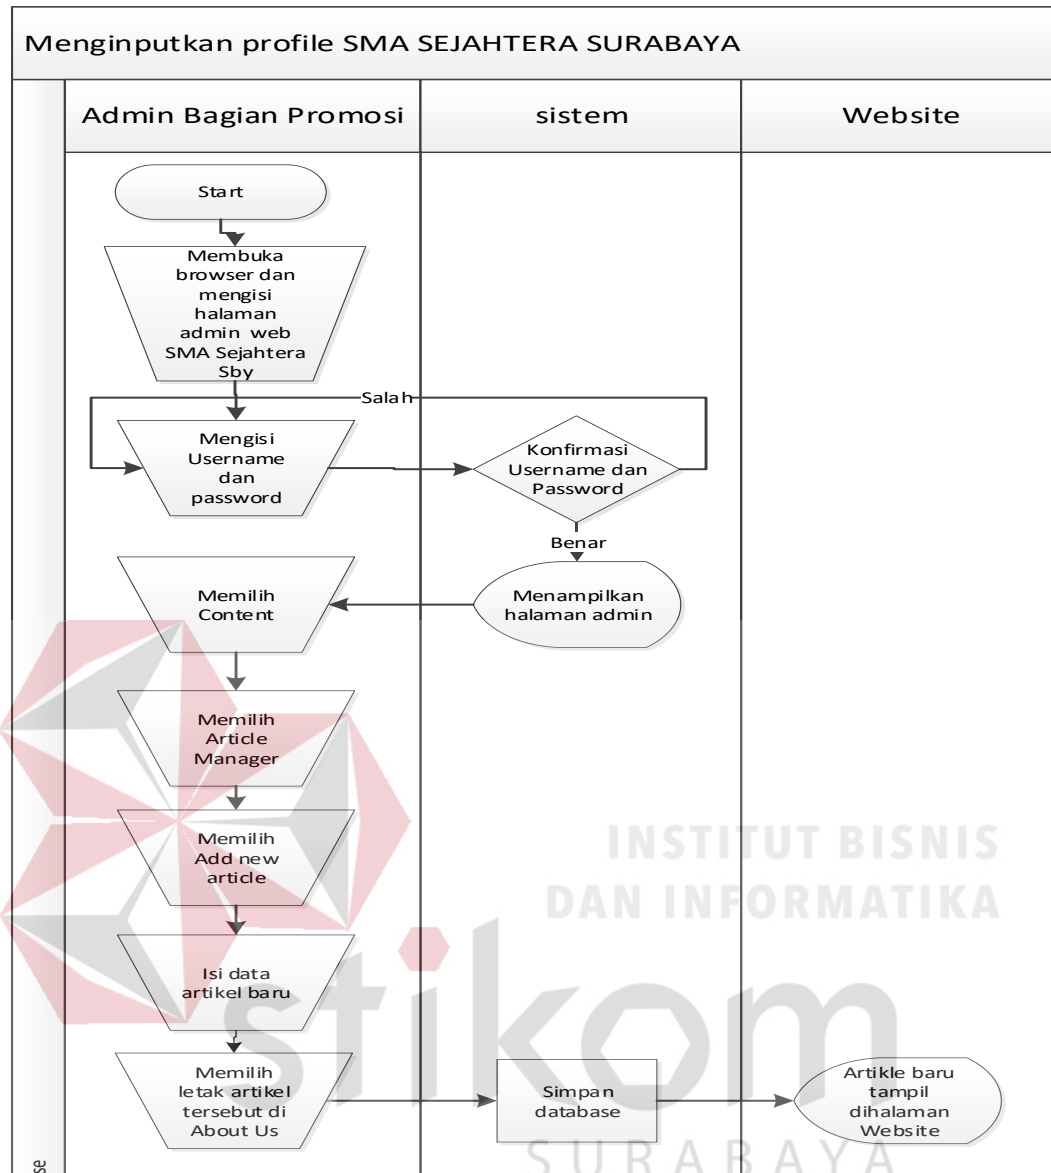 Menginputkan profile SMA SEJAHTERA SURABAYA
Admin Bagian Promosi
sistem
Website
Start
Membuka
browser dan
mengisi
halaman
admin web
SMA Sejahtera
Sby
Salah
Mengisi
Username
dan
password
Konfirmasi
Username dan
Password
Benar
Menampilkan
halaman admin
Memilih
Content
Memilih
Article
Manager
Memilih
Add new
article
Isi data
artikel baru
Memilih
letak artikel
tersebut di
About Us
Simpan
database
Artikle baru
tampil
dihalaman
Website
INSTITUT BISNIS
DAN INFORMATIKA
stikom
SURABAYA
se